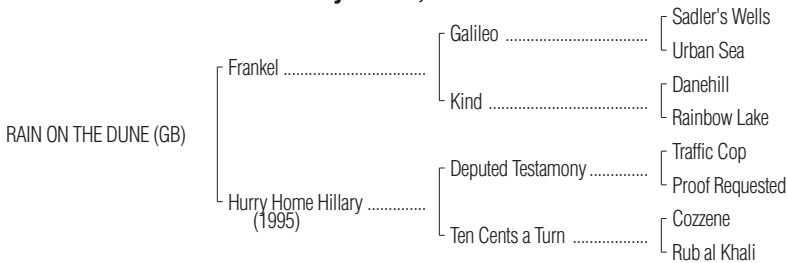 Sadler's Wells
Galileo ..................................
Urban Sea
Frankel ..................................
Danehill
Kind ......................................
Rainbow Lake
RAIN ON THE DUNE (GB)
Traffic Cop
Deputed Testamony ..............
Proof Requested
Hurry Home Hillary ..............
(1995)
Cozzene
Ten Cents a Turn ..................
Rub al Khali